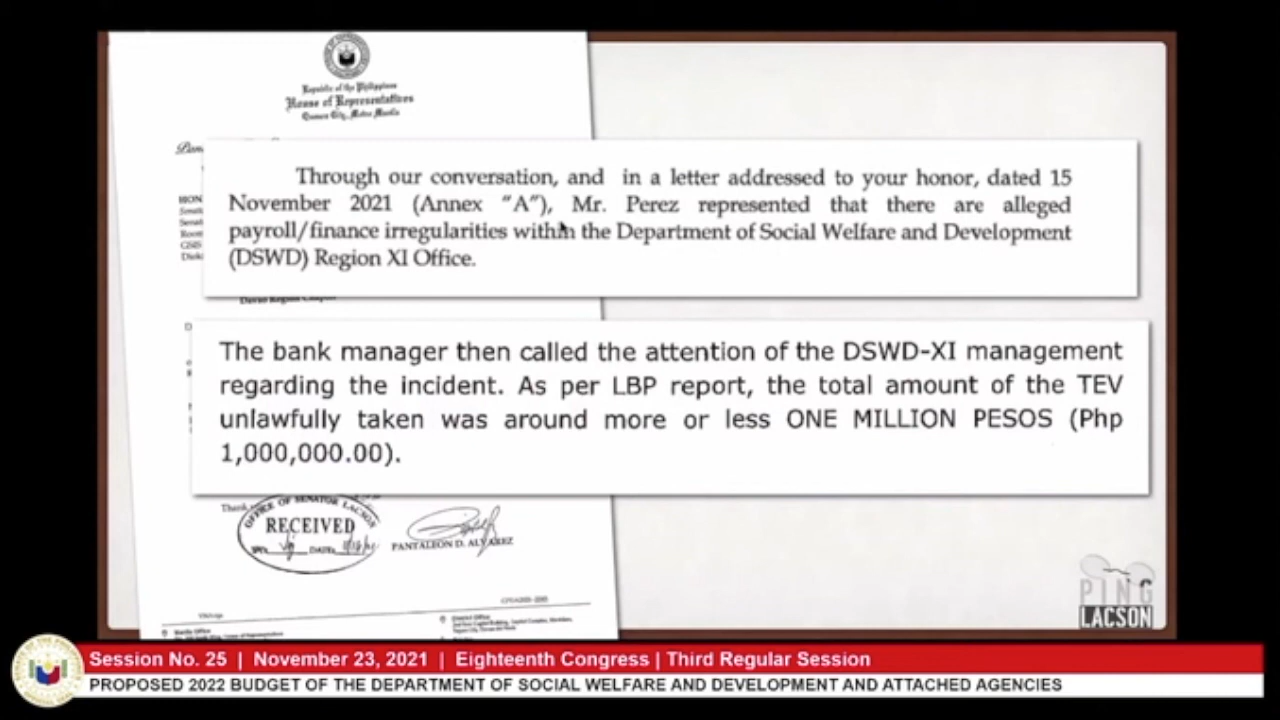 Republic of the Philippines
House of Representatives
Quezon City, Metro Manila
Through our conversation, and in a letter addressed to your honor, dated 15
November 2021 (Annex "A"), Mr. Perez represented that there are alleged
payroll/finance irregularities within the Department of Social Welfare and Development
(DSWD) Region XI Office.
The bank manager then called the attention of the DSWD-XI management
regarding the incident. As per LBP report, the total amount of the TEV
unlawfully taken was around more or less ONE MILLION PESOS (Php
1,000,000.00).
OFFICE OF SENATOR LACSON
RECEIVED
DATE:
PANTALEON D. ALVAREZ
PING
LACSON
Session No. 25 | November 23, 2021 | Eighteenth Congress | Third Regular Session
PROPOSED 2022 BUDGET OF THE DEPARTMENT OF SOCIAL WELFARE AND DEVELOPMENT AND ATTACHED AGENCIES